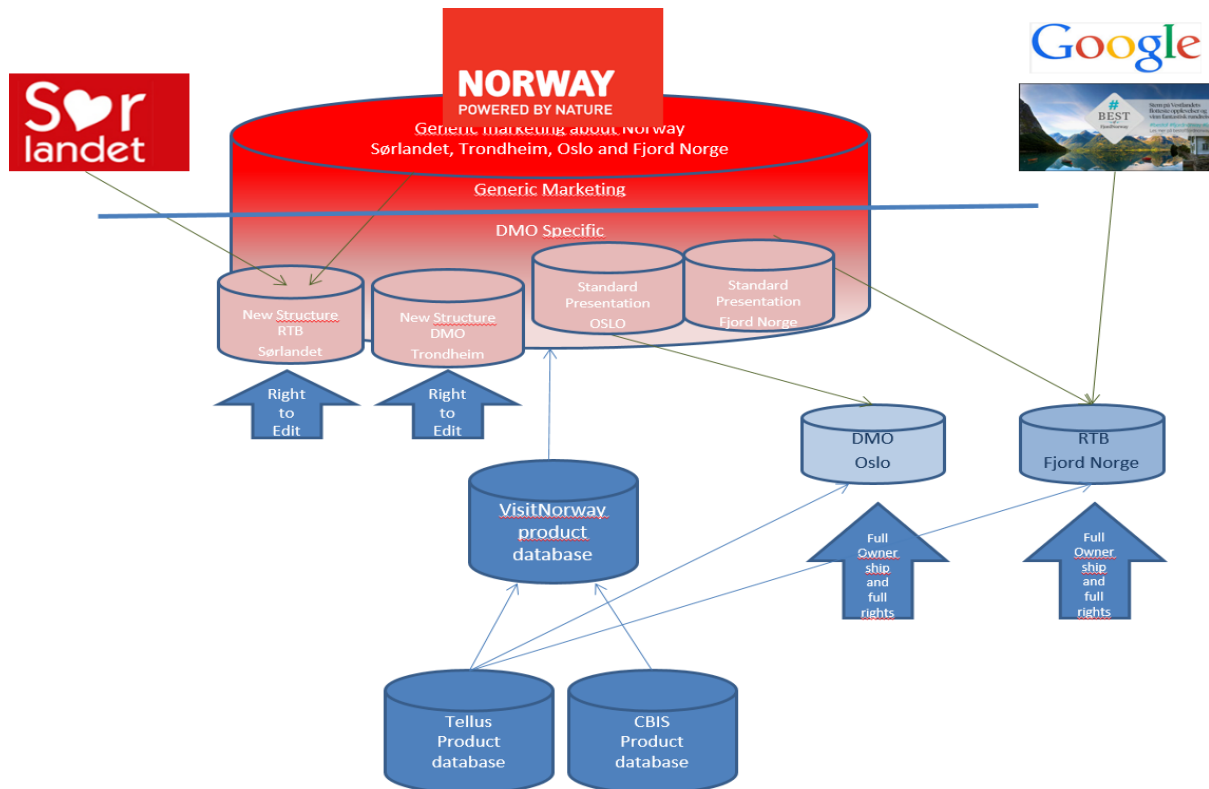 Sørlandet
NORWAY
POWERED BY NATURE
Google
#
BEST
of
FjordNorway
Generic marketing about Norway
Sørlandet, Trondheim, Oslo and Fjord Norge
Generic Marketing
DMO Specific
New Structure
RTB
Sørlandet
New Structure
DMO
Trondheim
Standard
Presentation
OSLO
Standard
Presentation
Fjord Norge
Right
to
Edit
Right
to
Edit
DMO
Oslo
RTB
Fjord Norge
VisitNorway
product
database
Full
Owner
ship
and
full
rights
Full
Owner
ship
and
full
rights
Tellus
Product
database
CBIS
Product
database